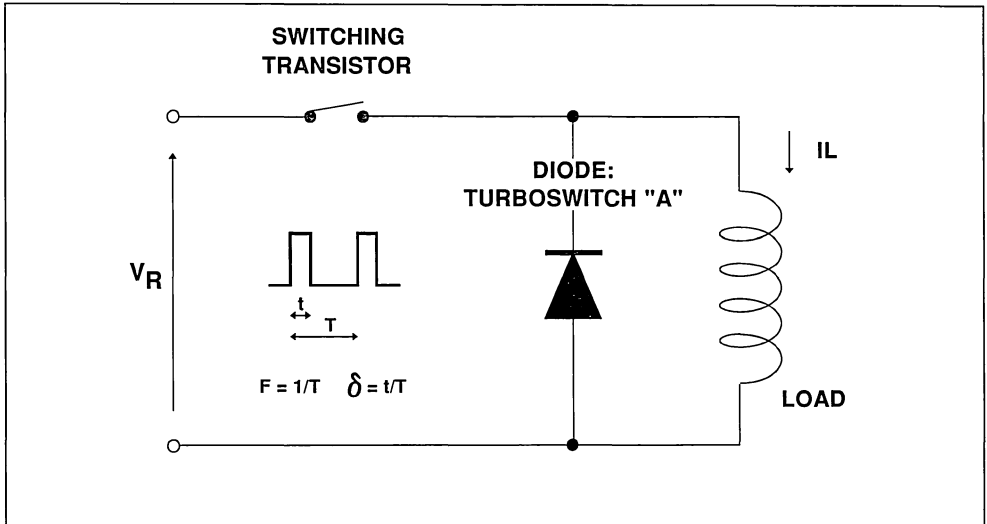 SWITCHING
TRANSISTOR
IL
DIODE:
TURBOSWITCH "A"
VR
t
T
F = 1/T δ = t/T
LOAD